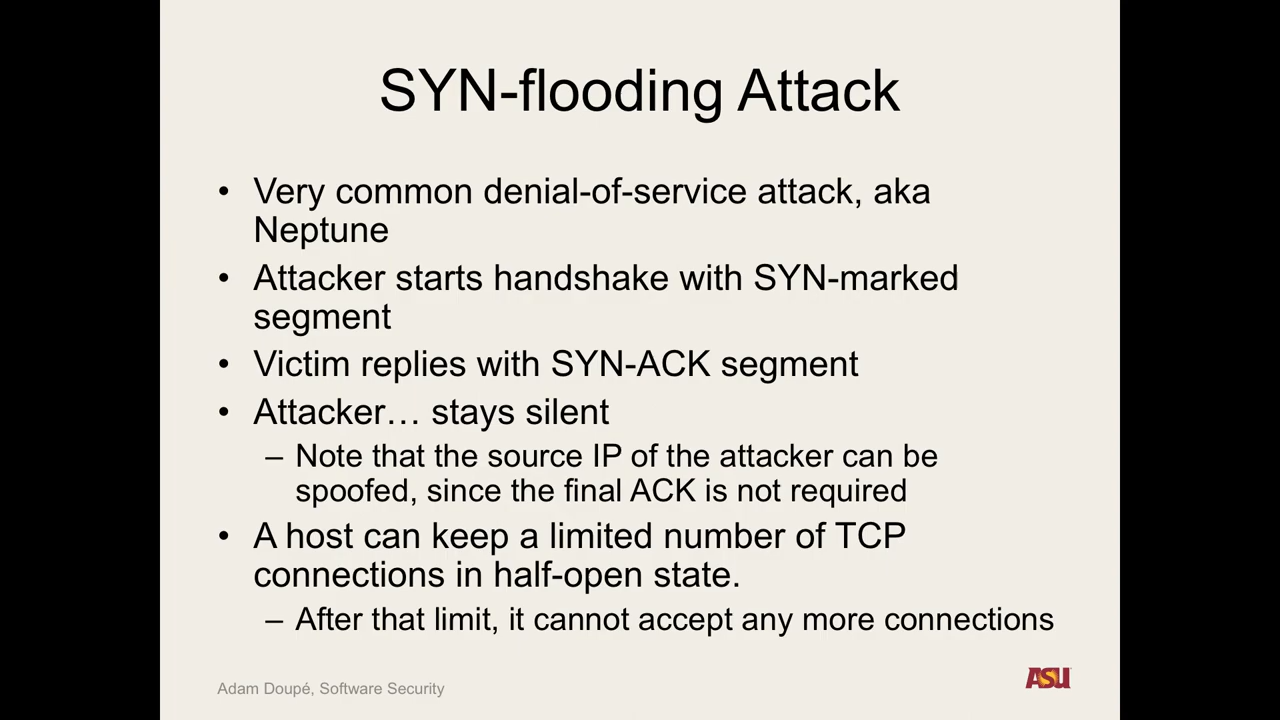 SYN-flooding Attack
• Very common denial-of-service attack, aka
Neptune
• Attacker starts handshake with SYN-marked
segment
• Victim replies with SYN-ACK segment
• Attacker… stays silent
– Note that the source IP of the attacker can be
spoofed, since the final ACK is not required
• A host can keep a limited number of TCP
connections in half-open state.
– After that limit, it cannot accept any more connections
Adam Doupé, Software Security
ASU